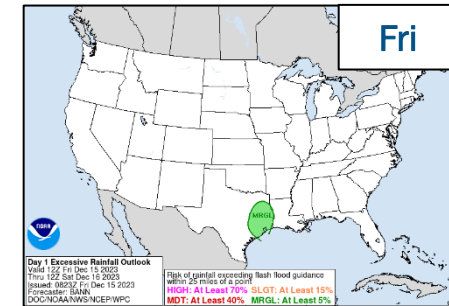 Fri
MRGL
NOAA
Day 1 Excessive Rainfall Outlook
Valid 12Z Fri Dec 15 2023
Thru 12Z Sat Dec 16 2023
Issued: 0823Z Fri Dec 15 2023
Forecaster: BANN
DOC/NOAA/NWS/NCEP/WPC
Risk of rainfall exceeding flash flood guidance
within 25 miles of a point
HIGH: At Least 70% SLGT: At Least 15%
MDT: At Least 40% MRGL: At Least 5%